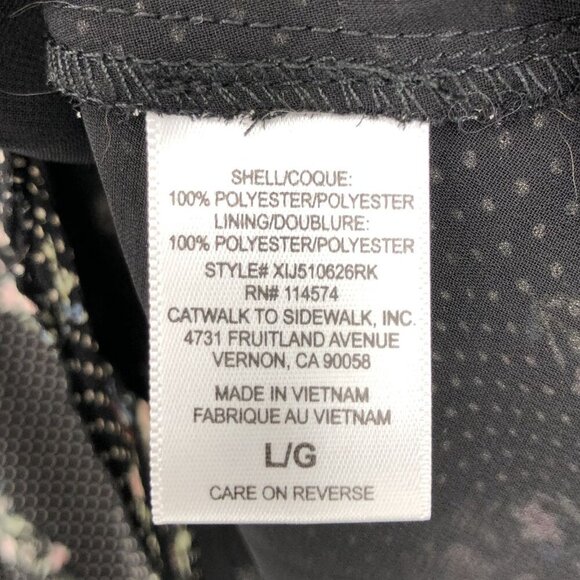 SHELL/COQUE:
100% POLYESTER/POLYESTER
LINING/DOUBLURE:
100% POLYESTER/POLYESTER
STYLE# XIJ510626RK
RN# 114574
CATWALK TO SIDEWALK, INC.
4731 FRUITLAND AVENUE
VERNON, CA 90058
MADE IN VIETNAM
FABRIQUE AU VIETNAM
L/G
CARE ON REVERSE